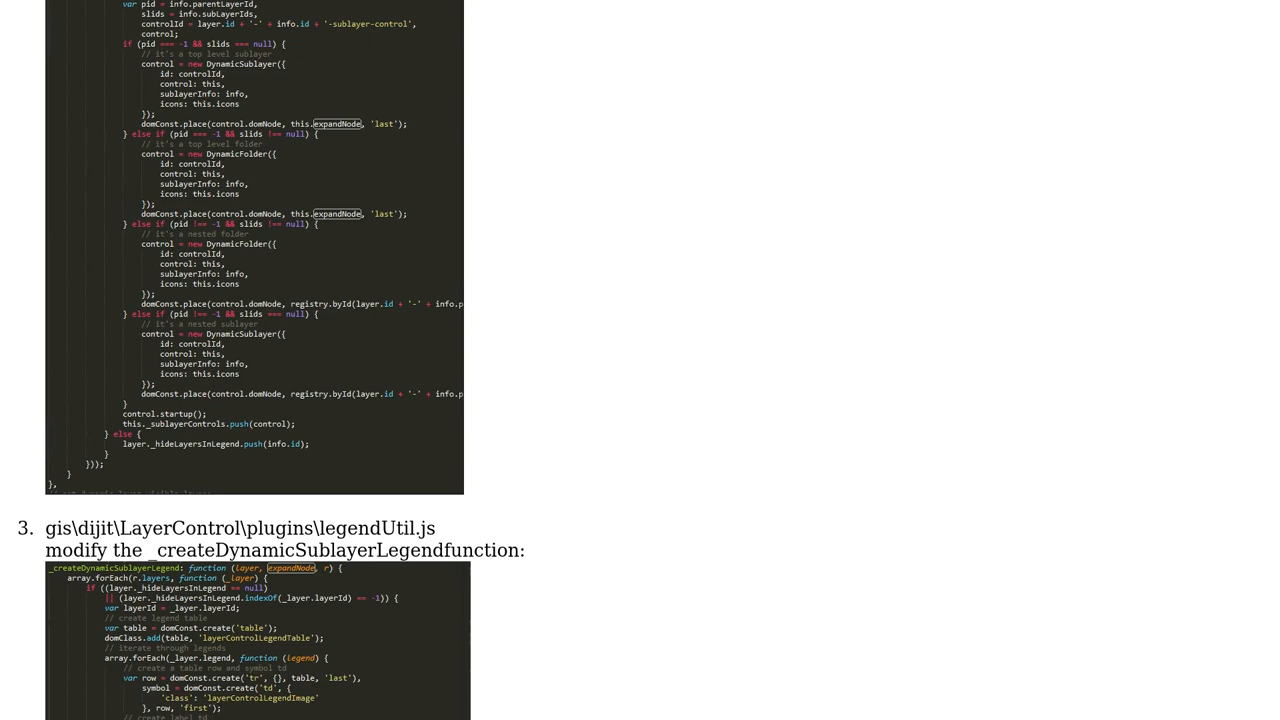 var pid = info.parentLayerId,
slids = info.subLayerIds,
controlId = layer.id + '-' + info.id + '-sublayer-control',
control;
if (pid === -1 && slids === null) {
// it's a top level sublayer
control = new DynamicSublayer({
id: controlId,
control: this,
sublayerInfo: info,
icons: this.icons
});
domConst.place(control.domNode, this.expandNode, 'last');
} else if (pid === -1 && slids !== null) {
// it's a top level folder
control = new DynamicFolder({
id: controlId,
control: this,
sublayerInfo: info,
icons: this.icons
});
domConst.place(control.domNode, this.expandNode, 'last');
} else if (pid !== -1 && slids !== null) {
// it's a nested folder
control = new DynamicFolder({
id: controlId,
control: this,
sublayerInfo: info,
icons: this.icons
});
domConst.place(control.domNode, registry.byId(layer.id + '-' + info.p
} else if (pid !== -1 && slids === null) {
// it's a nested sublayer
control = new DynamicSublayer({
id: controlId,
control: this,
sublayerInfo: info,
icons: this.icons
});
domConst.place(control.domNode, registry.byId(layer.id + '-' + info.p
}
control.startup();
this._sublayerControls.push(control);
} else {
layer._hideLayersInLegend.push(info.id);
}
}));
}
},
3. gis\dijit\LayerControl\plugins\legendUtil.js
modify the _createDynamicSublayerLegendfunction:
_createDynamicSublayerLegend: function (layer, expandNode, r) {
array.forEach(r.layers, function (_layer) {
if ((layer._hideLayersInLegend == null)
|| (layer._hideLayersInLegend.indexOf(_layer.layerId) == -1)) {
var layerId = _layer.layerId;
// create legend table
var table = domConst.create('table');
domClass.add(table, 'layerControlLegendTable');
// iterate through legends
array.forEach(_layer.legend, function (legend) {
// create a table row and symbol td
var row = domConst.create('tr', {}, table, 'last'),
symbol = domConst.create('td', {
'class': 'layerControlLegendImage'
}, row, 'first');
// create label td